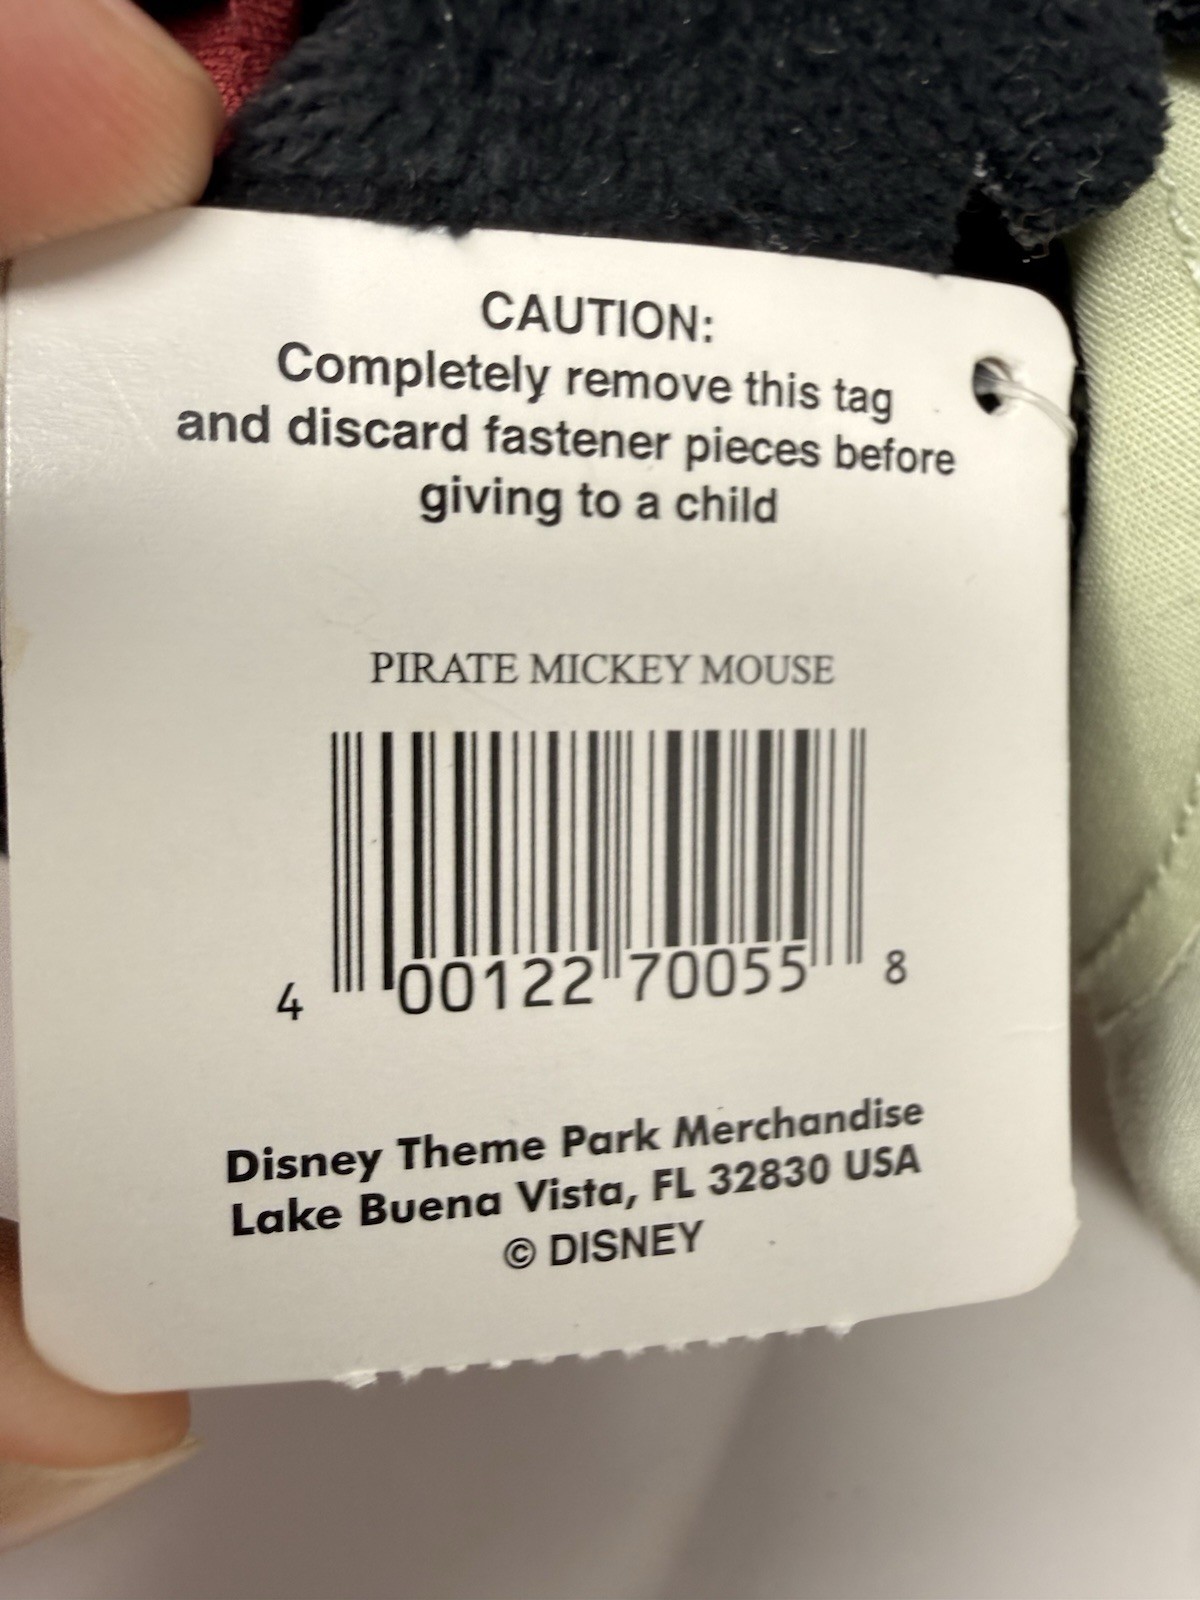 CAUTION:
Completely remove this tag
and discard fastener pieces before
giving to a child
PIRATE MICKEY MOUSE
4 00122 70055 8
Disney Theme Park Merchandise
Lake Buena Vista, FL 32830 USA
© DISNEY